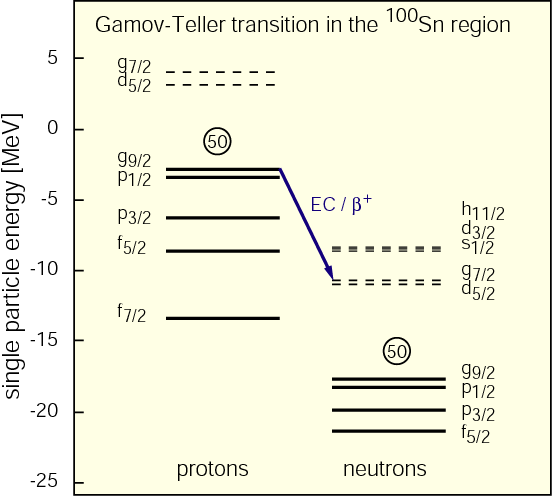 Gamov-Teller transition in the ¹⁰⁰Sn region
single particle energy [MeV]
5
0
-5
-10
-15
-20
-25
g7/2
d5/2
50
g9/2
p1/2
p3/2
f5/2
f7/2
EC / β⁺
h11/2
d3/2
s1/2
g7/2
d5/2
50
g9/2
p1/2
p3/2
f5/2
protons
neutrons